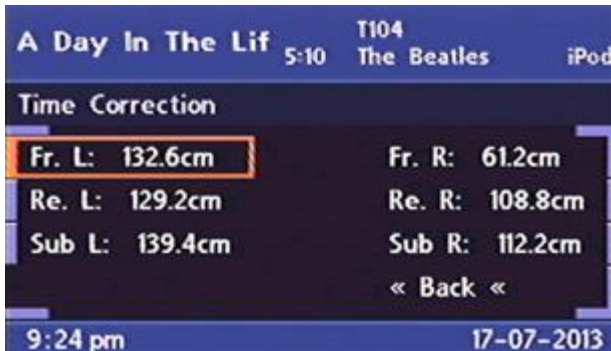 A Day In The Lif 5:10 T104
The Beatles iPod
Time Correction
Fr. L: 132.6cm Fr. R: 61.2cm
Re. L: 129.2cm Re. R: 108.8cm
Sub L: 139.4cm Sub R: 112.2cm
« Back «
9:24 pm 17-07-2013